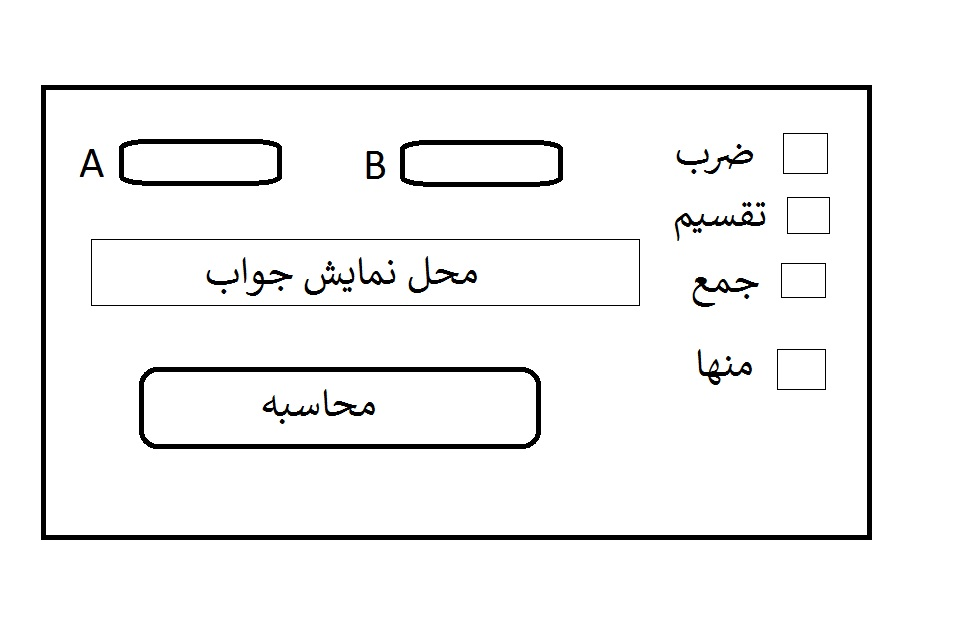 A
B
ضرب
تقسیم
جمع
منها
محل نمایش جواب
محاسبه